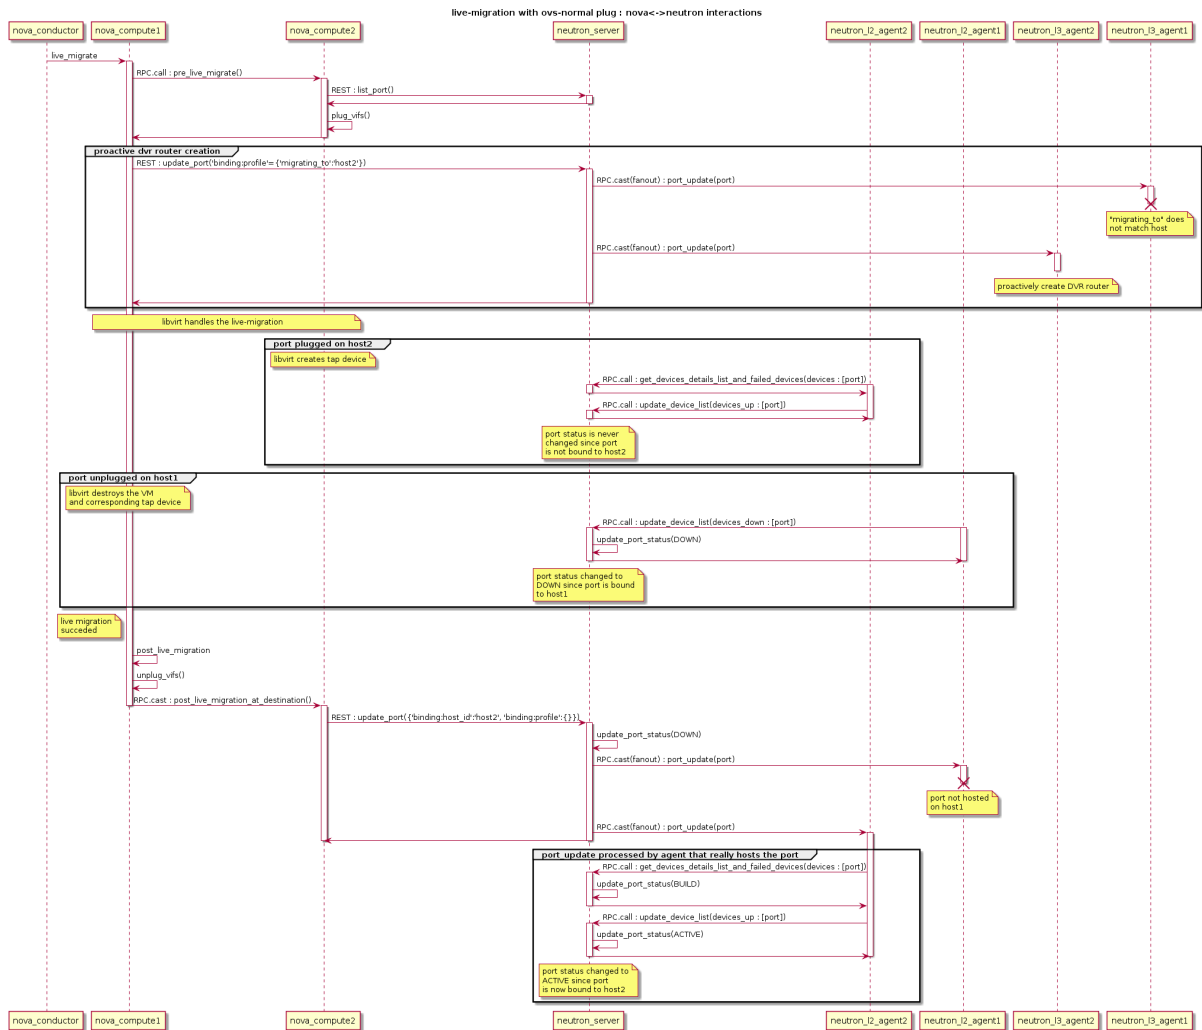 live-migration with ovs-normal plug : nova<->neutron interactions
nova_conductor
nova_compute1
nova_compute2
neutron_server
neutron_l2_agent2
neutron_l2_agent1
neutron_l3_agent2
neutron_l3_agent1
live_migrate
RPC.call : pre_live_migrate()
REST : list_port()
plug_vifs()
proactive dvr router creation
REST : update_port('binding:profile'= {'migrating_to':'host2'})
RPC.cast(fanout) : port_update(port)
"migrating_to" does
not match host
RPC.cast(fanout) : port_update(port)
proactively create DVR router
libvirt handles the live-migration
port plugged on host2
libvirt creates tap device
RPC.call : get_devices_details_list_and_failed_devices(devices : [port])
RPC.call : update_device_list(devices_up : [port])
port status is never
changed since port
is not bound to host2
port unplugged on host1
libvirt destroys the VM
and corresponding tap device
RPC.call : update_device_list(devices_down : [port])
update_port_status(DOWN)
port status changed to
DOWN since port is bound
to host1
live migration
succeded
post_live_migration
unplug_vifs()
RPC.cast : post_live_migration_at_destination()
REST : update_port({'binding:host_id':'host2', 'binding:profile':{}})
update_port_status(DOWN)
RPC.cast(fanout) : port_update(port)
port not hosted
on host1
RPC.cast(fanout) : port_update(port)
port_update processed by agent that really hosts the port
RPC.call : get_devices_details_list_and_failed_devices(devices : [port])
update_port_status(BUILD)
RPC.call : update_device_list(devices_up : [port])
update_port_status(ACTIVE)
port status changed to
ACTIVE since port
is now bound to host2
nova_conductor
nova_compute1
nova_compute2
neutron_server
neutron_l2_agent2
neutron_l2_agent1
neutron_l3_agent2
neutron_l3_agent1